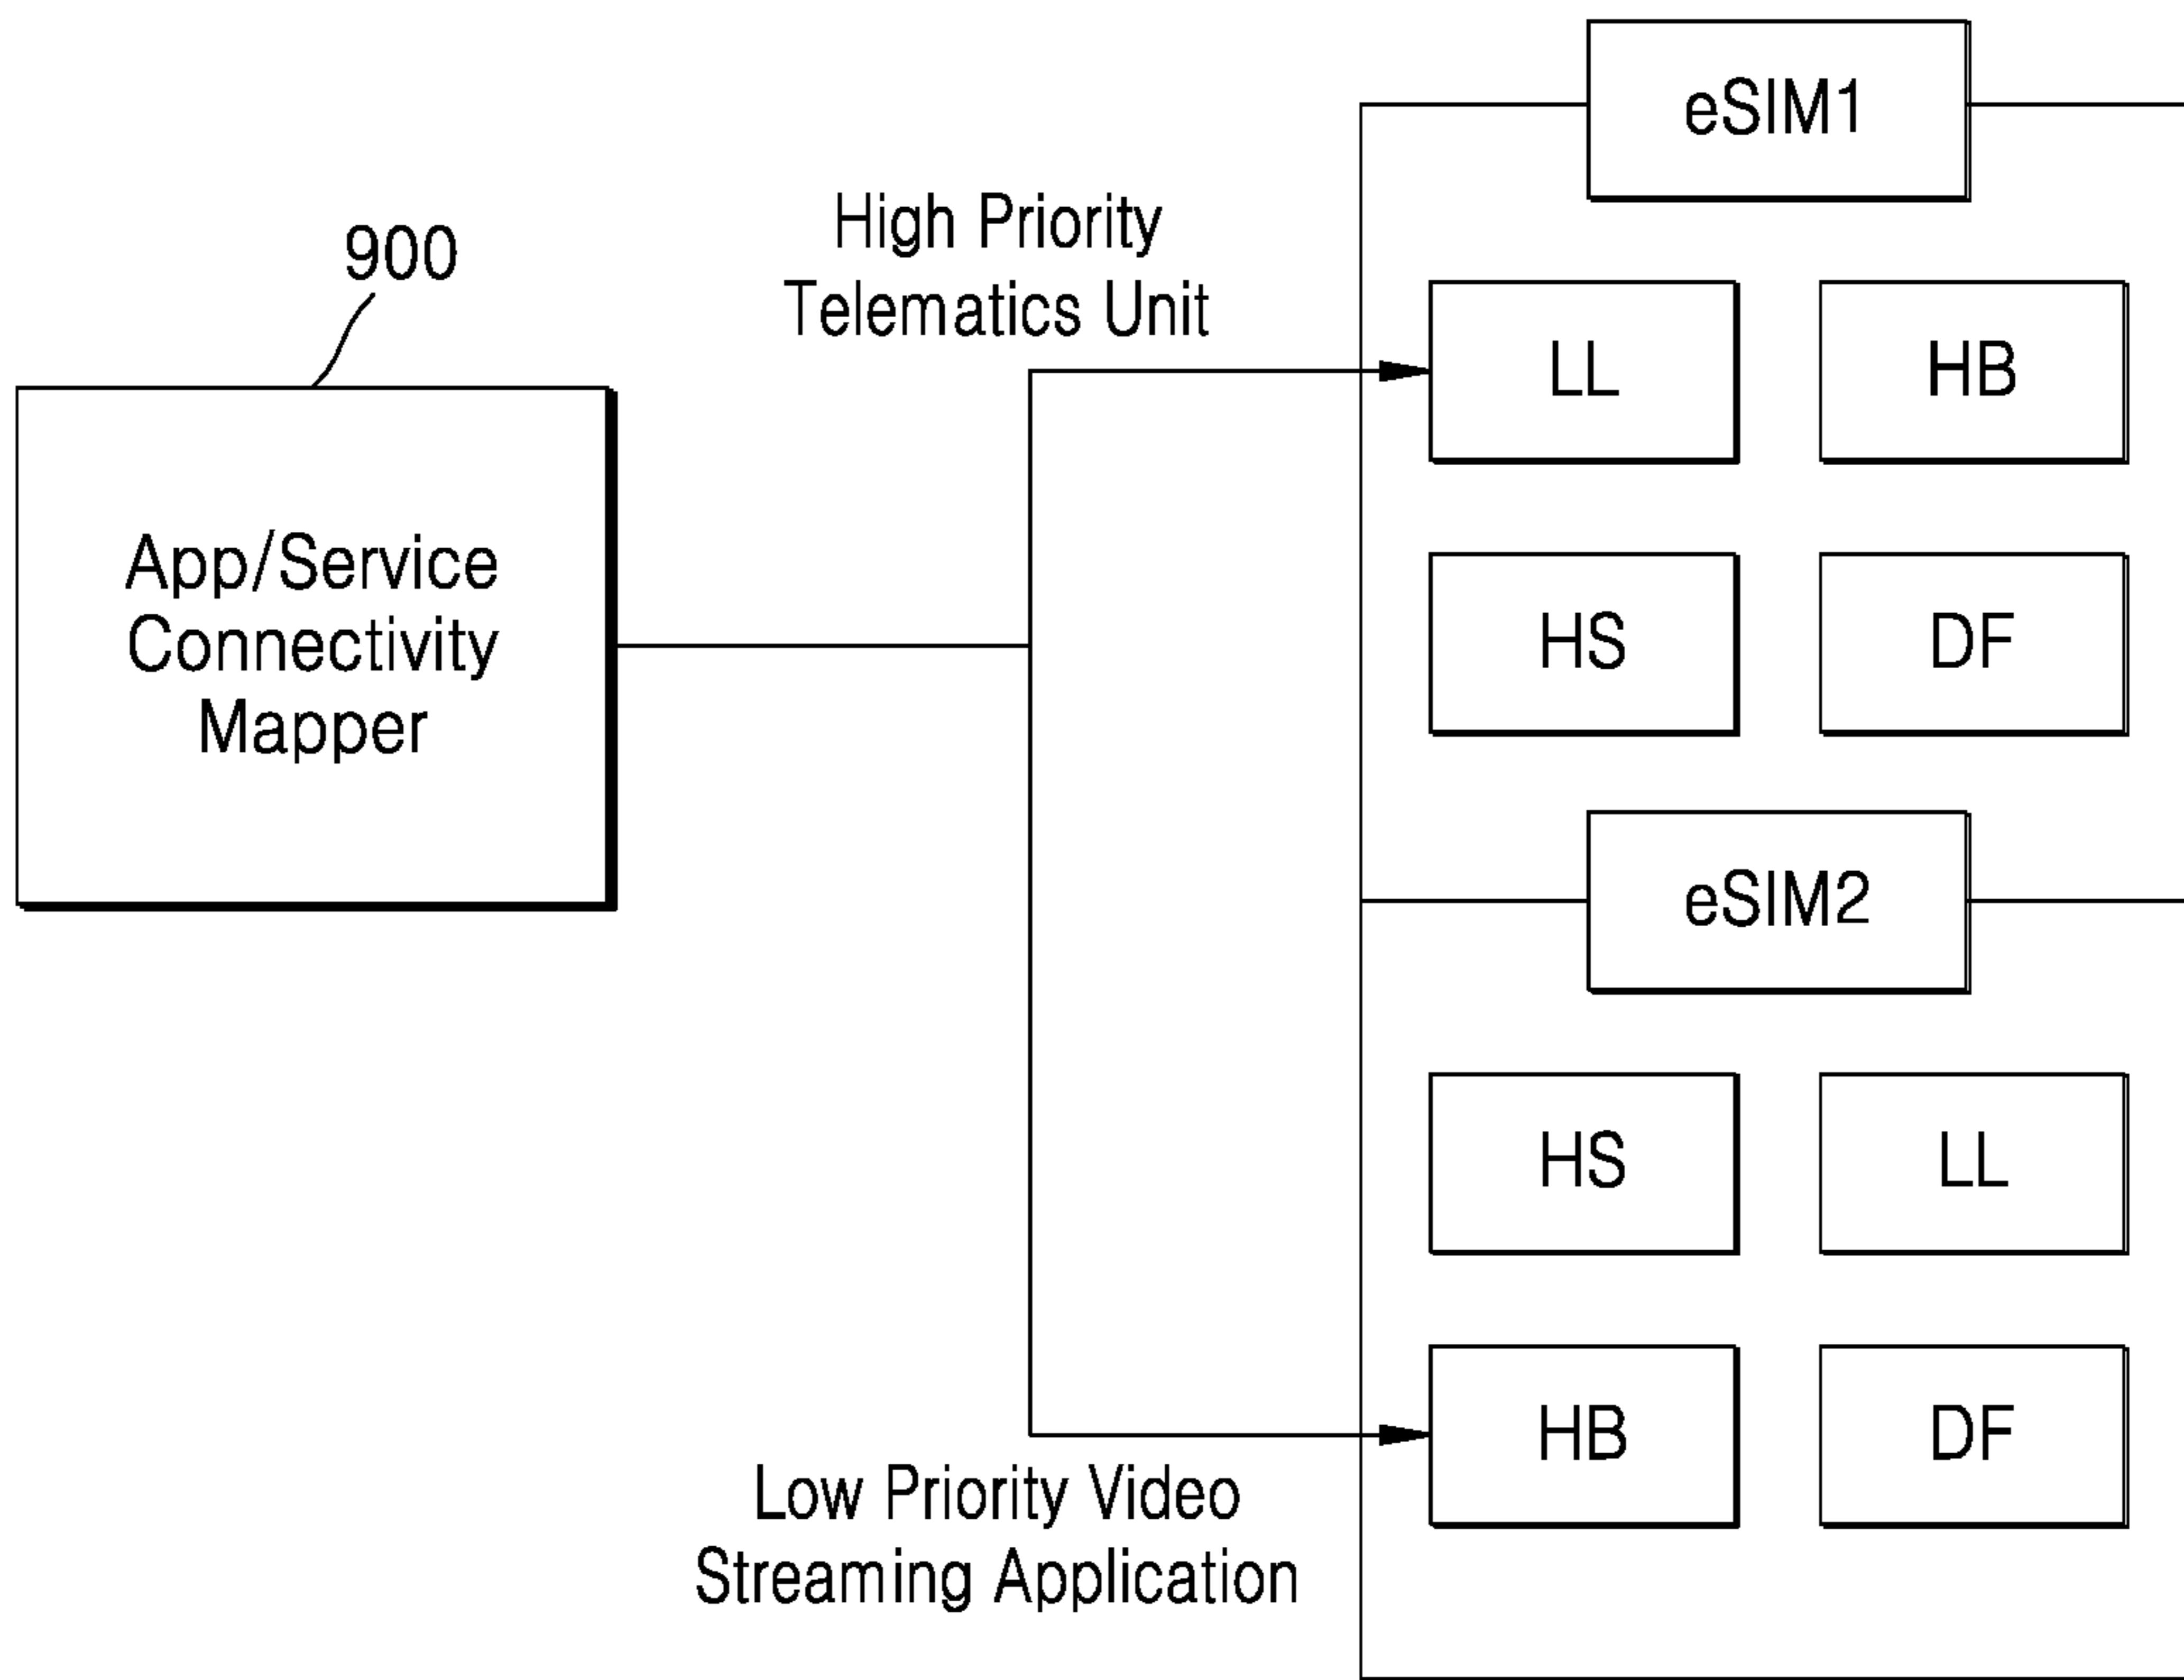 900
App/Service
Connectivity
Mapper
High Priority
Telematics Unit
Low Priority Video
Streaming Application
eSIM1
LL
HB
HS
DF
eSIM2
HS
LL
HB
DF